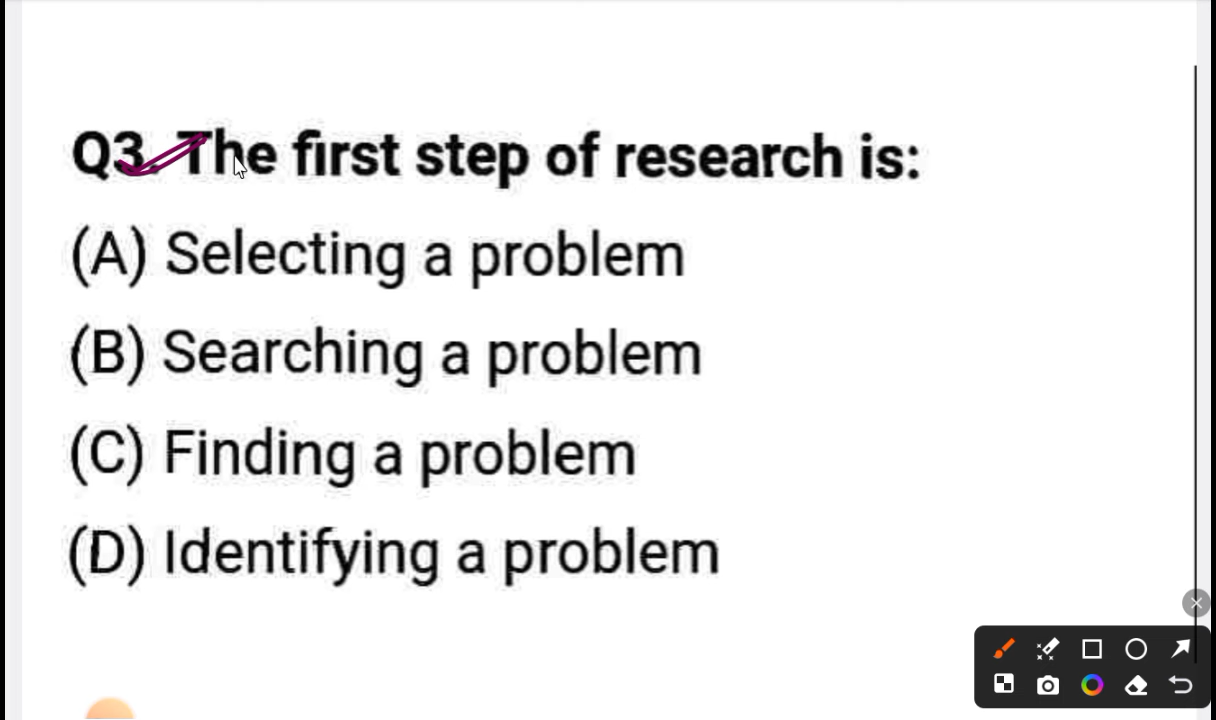 Q3. The first step of research is:
(A) Selecting a problem
(B) Searching a problem
(C) Finding a problem
(D) Identifying a problem